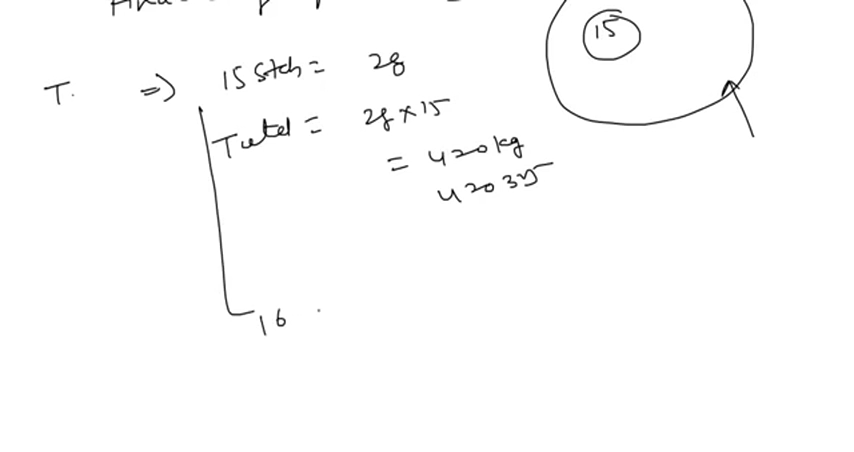 15
T. => 15 Stch = 28
Total = 28 × 15
= 420 kg
420 35
16